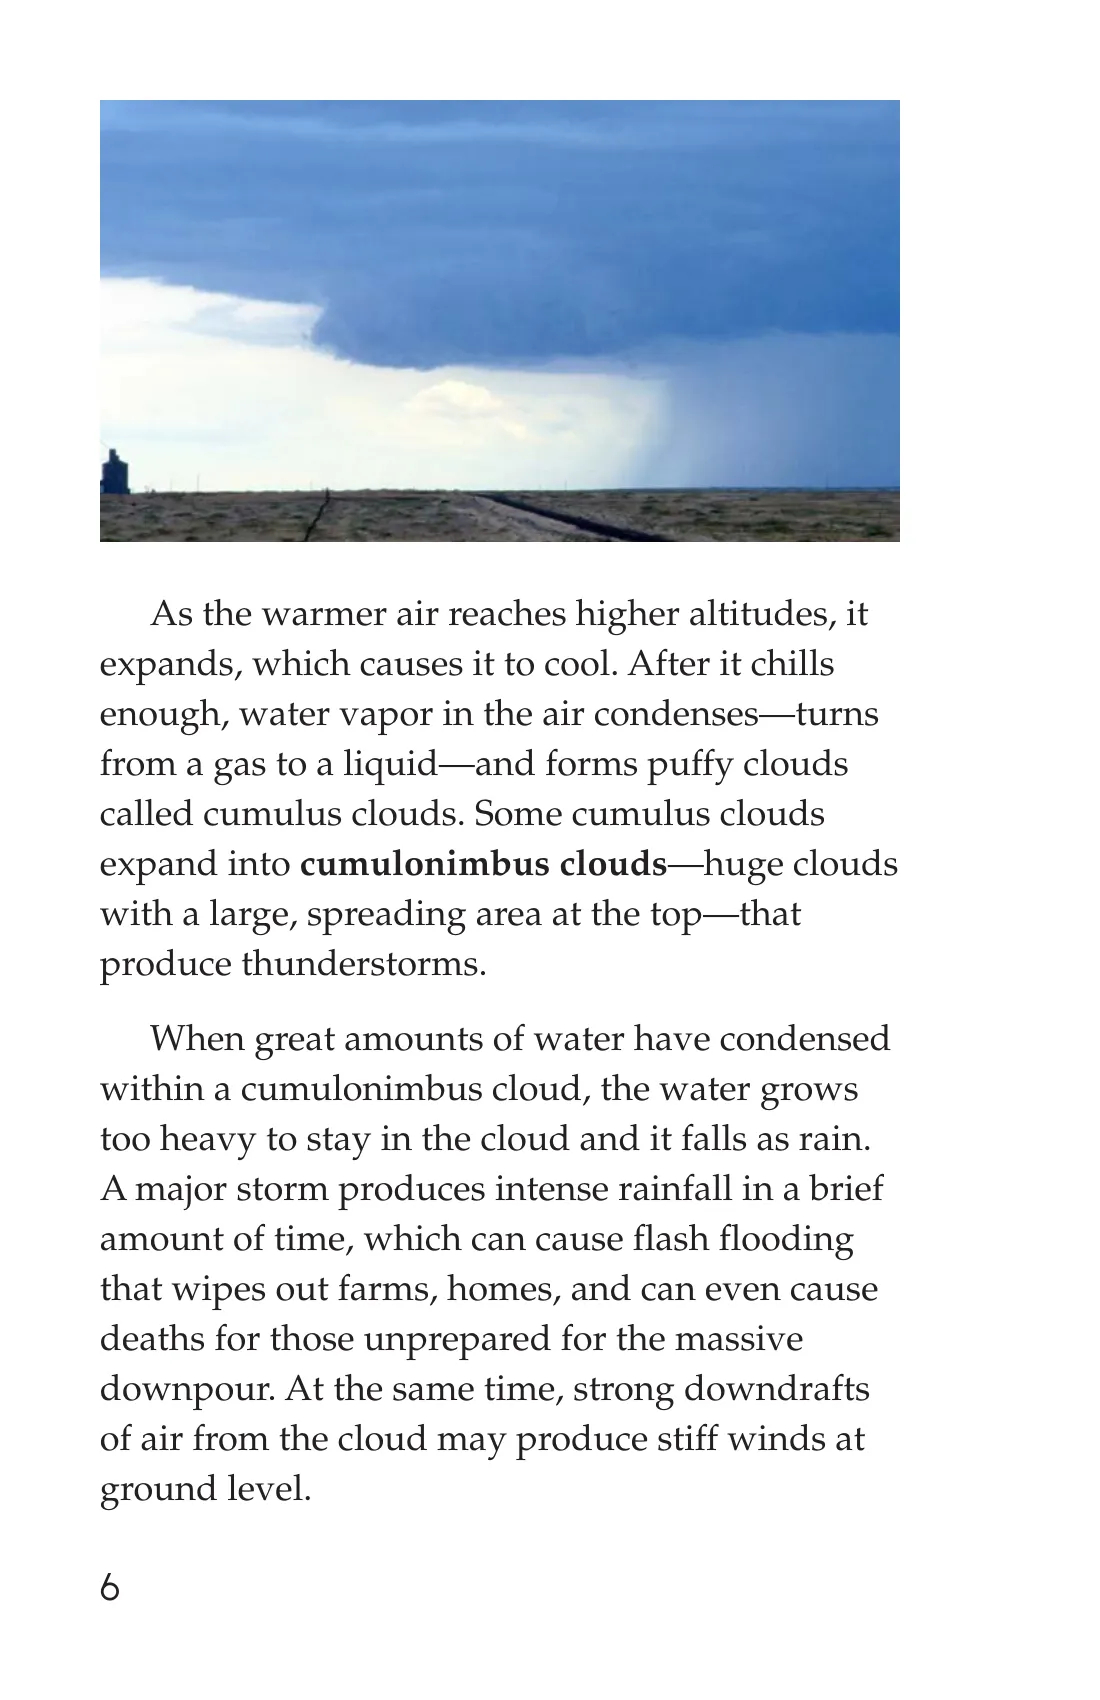 As the warmer air reaches higher altitudes, it
expands, which causes it to cool. After it chills
enough, water vapor in the air condenses—turns
from a gas to a liquid—and forms puffy clouds
called cumulus clouds. Some cumulus clouds
expand into cumulonimbus clouds—huge clouds
with a large, spreading area at the top—that
produce thunderstorms.
When great amounts of water have condensed
within a cumulonimbus cloud, the water grows
too heavy to stay in the cloud and it falls as rain.
A major storm produces intense rainfall in a brief
amount of time, which can cause flash flooding
that wipes out farms, homes, and can even cause
deaths for those unprepared for the massive
downpour. At the same time, strong downdrafts
of air from the cloud may produce stiff winds at
ground level.
6